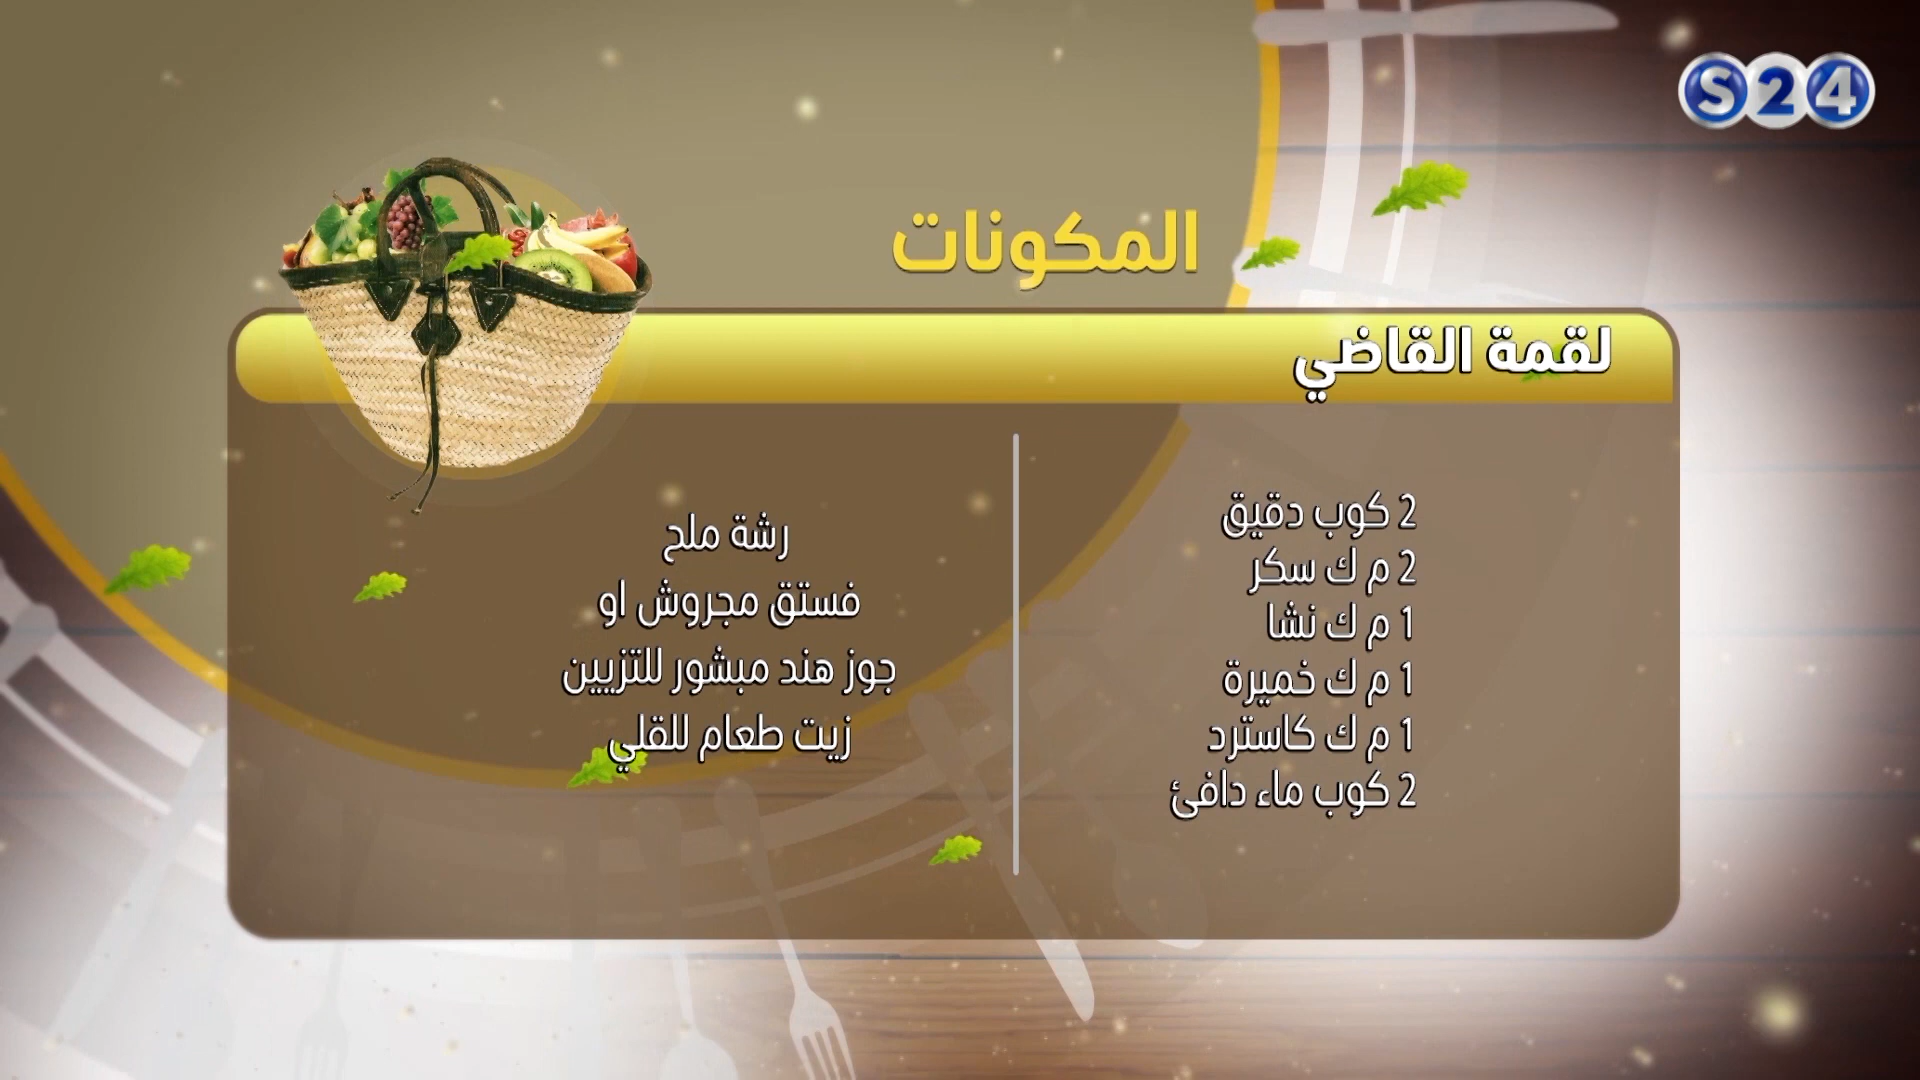 S24
المكونات
لقمة القاضي
2 كوب دقيق
2 م ك سكر
1 م ك نشا
1 م ك خميرة
1 م ك كاسترد
2 كوب ماء دافئ
رشة ملح
فستق مجروش او
جوز هند مبشور للتزيين
زيت طعام للقلي